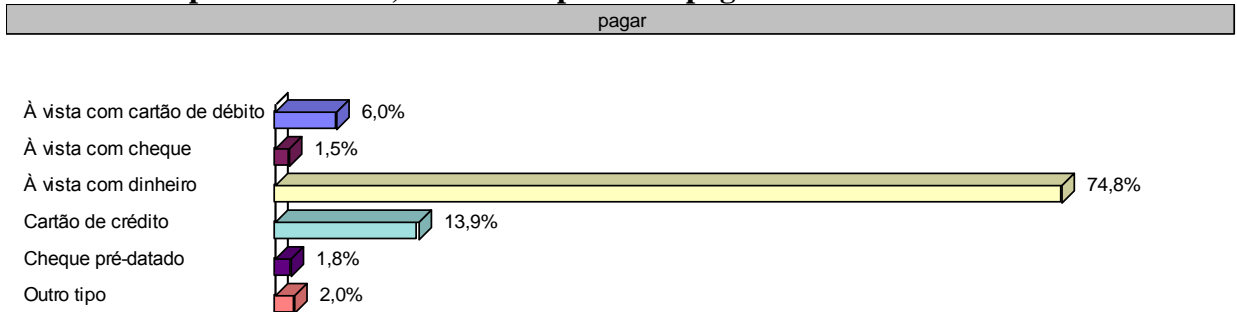 pagar
À vista com cartão de débito 6,0%
À vista com cheque 1,5%
À vista com dinheiro 74,8%
Cartão de crédito 13,9%
Cheque pré-datado 1,8%
Outro tipo 2,0%